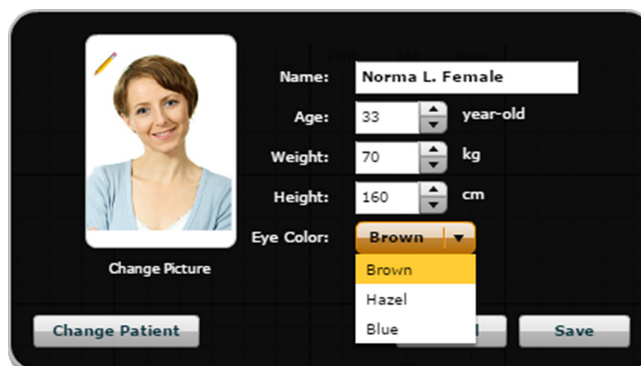 Name: Norma L. Female
Age: 33 year-old
Weight: 70 kg
Height: 160 cm
Eye Color: Brown
Change Picture
Brown
Hazel
Blue
Change Patient
Save